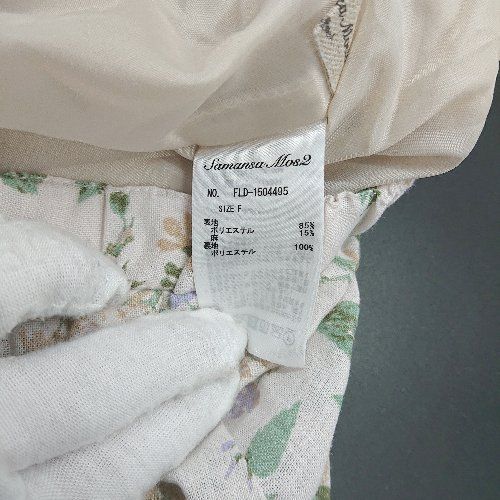 Samansa Mos2
NO. FLD-1504495
SIZE F
表地
ポリエステル 85%
麻 15%
裏地
ポリエステル 100%